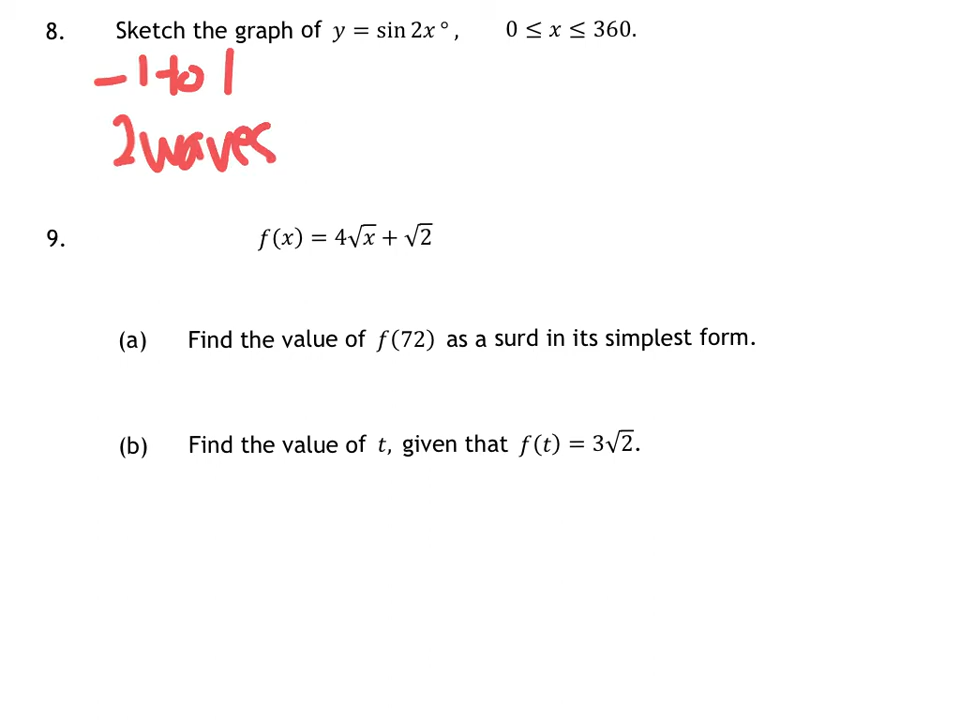 8. Sketch the graph of y = sin 2x°, 0 ≤ x ≤ 360.
-1 to 1
2 waves
9. f(x) = 4√x + √2
(a) Find the value of f(72) as a surd in its simplest form.
(b) Find the value of t, given that f(t) = 3√2.